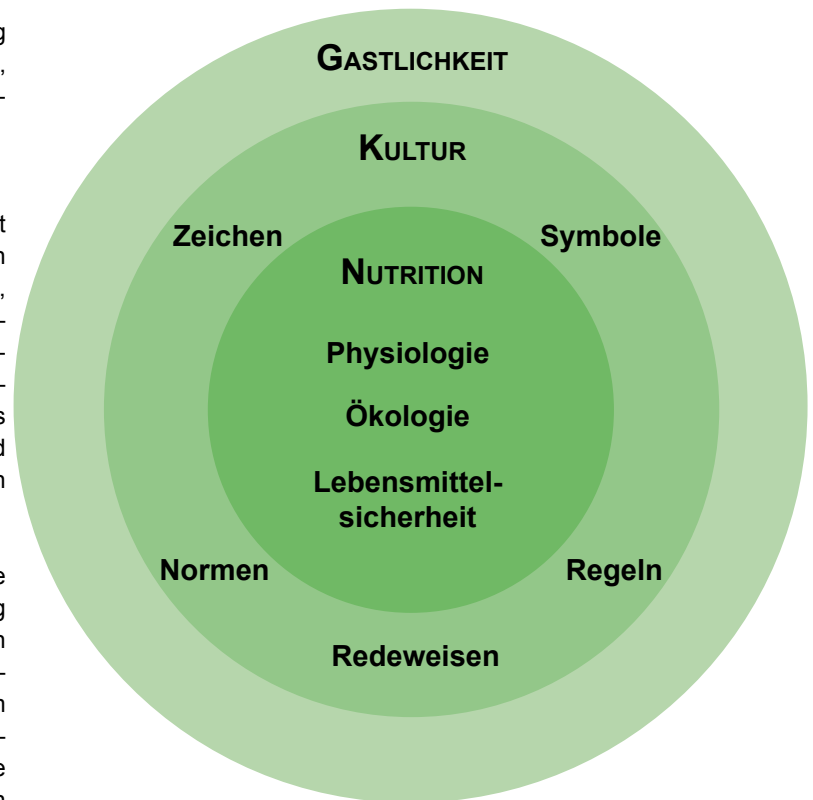 GASTLICHKEIT
KULTUR
Zeichen
Symbole
NUTRITION
Physiologie
Ökologie
Lebensmittel-
sicherheit
Normen
Regeln
Redeweisen